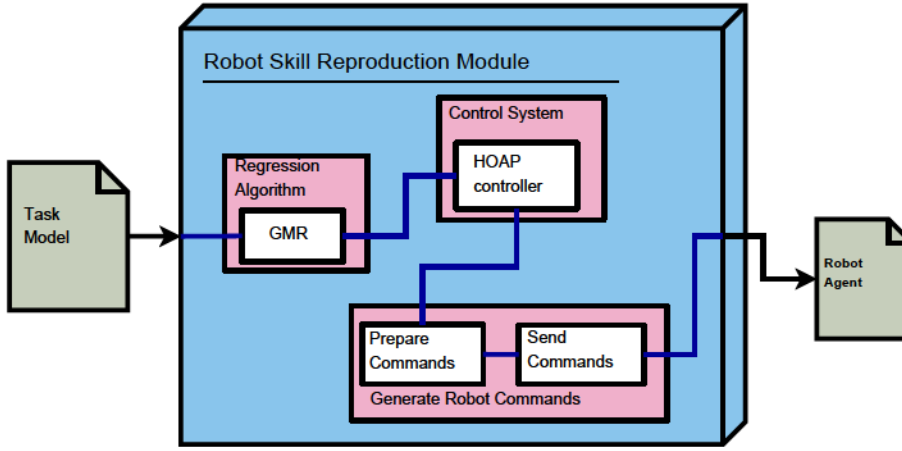 Robot Skill Reproduction Module
Control System
HOAP
controller
Regression
Algorithm
GMR
Task
Model
Robot
Agent
Prepare
Commands
Send
Commands
Generate Robot Commands